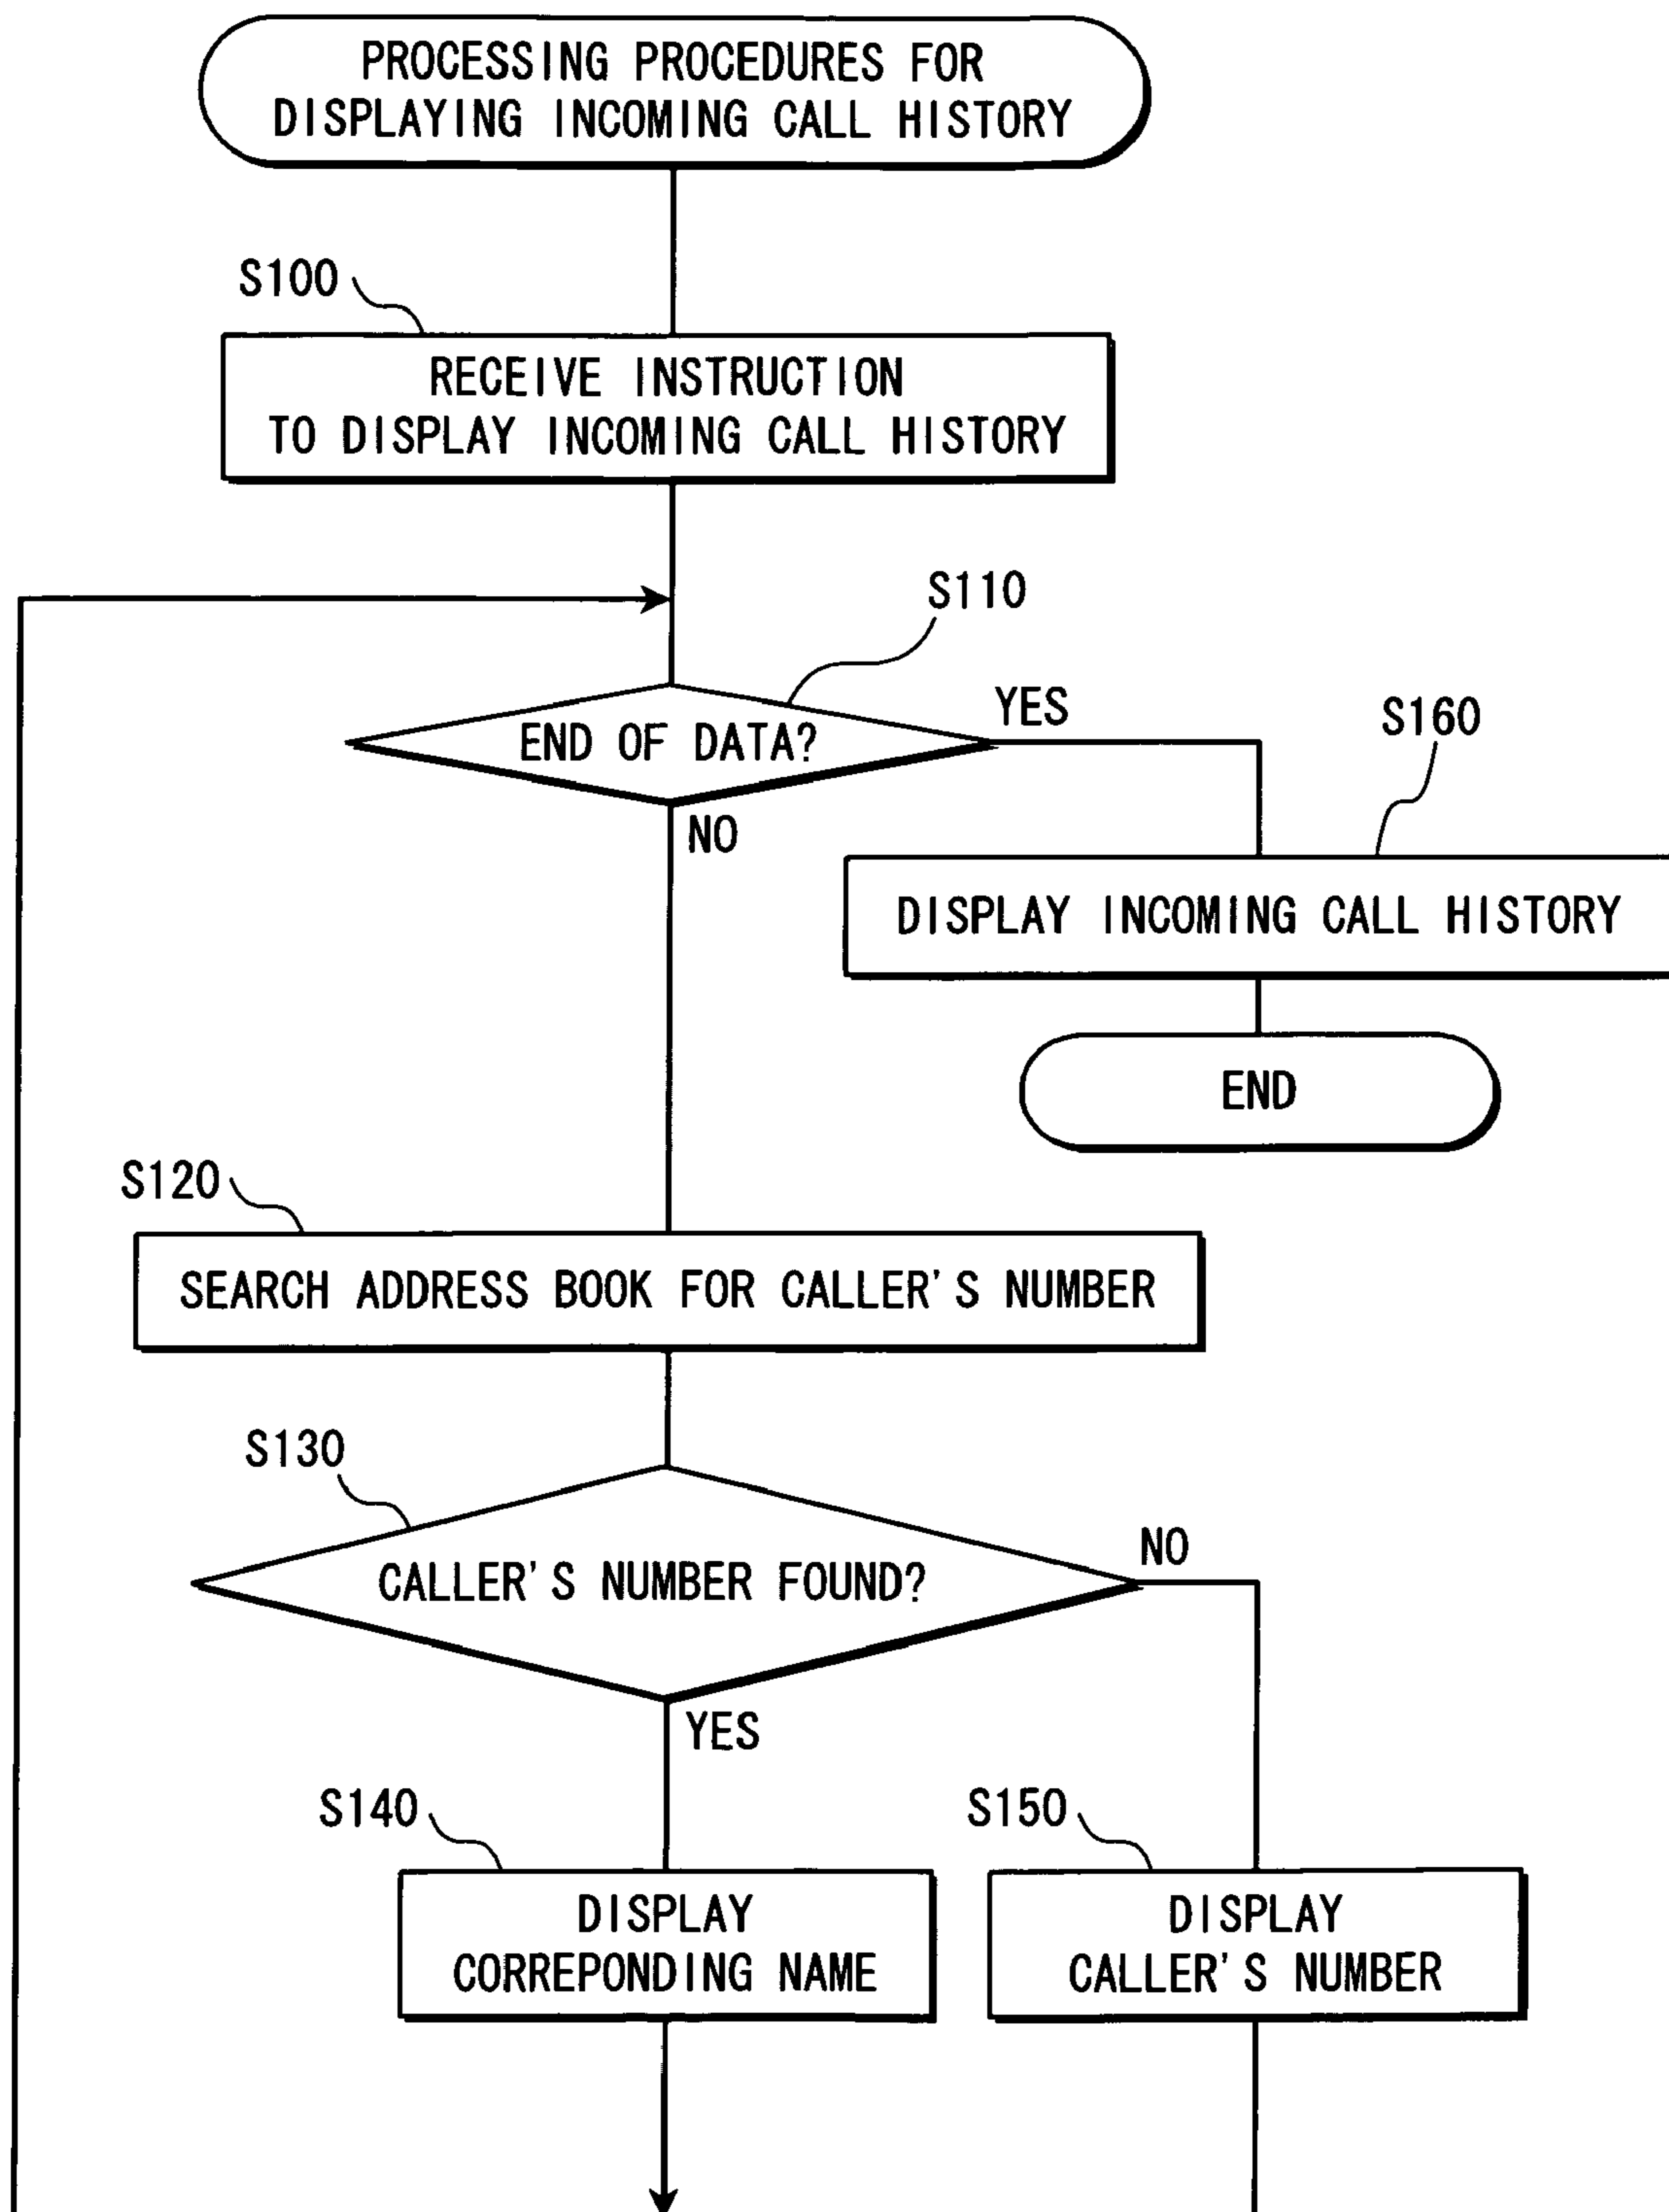 PROCESSING PROCEDURES FOR
DISPLAYING INCOMING CALL HISTORY
S100
RECEIVE INSTRUCTION
TO DISPLAY INCOMING CALL HISTORY
S110
END OF DATA?
YES
S160
NO
DISPLAY INCOMING CALL HISTORY
END
S120
SEARCH ADDRESS BOOK FOR CALLER'S NUMBER
S130
CALLER'S NUMBER FOUND?
NO
YES
S140
S150
DISPLAY
CORREPONDING NAME
DISPLAY
CALLER'S NUMBER